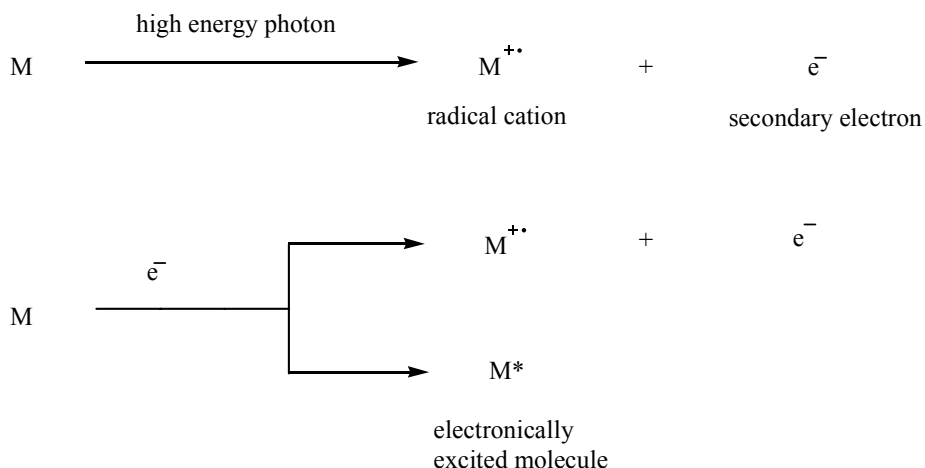 high energy photon
M M+• + e−
radical cation secondary electron
M+• + e−
e−
M
M*
electronically
excited molecule